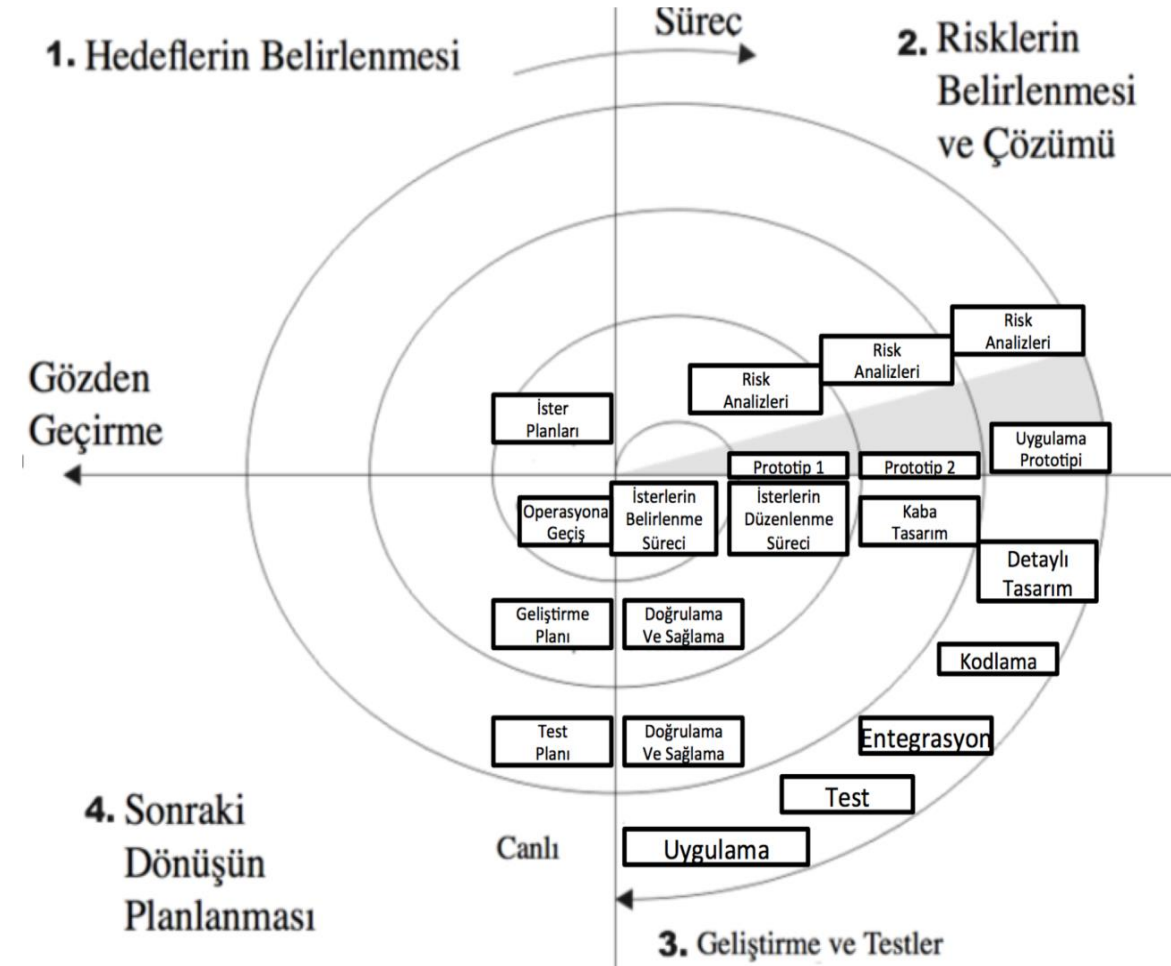 Süreç
1. Hedeflerin Belirlenmesi
2. Risklerin
Belirlenmesi
ve Çözümü
Risk
Analizleri
Risk
Analizleri
Risk
Analizleri
Gözden
Geçirme
İster
Planları
Uygulama
Prototipi
Prototip 1
Prototip 2
Operasyona
Geçiş
İsterlerin
Belirlenme
Süreci
İsterlerin
Düzenlenme
Süreci
Kaba
Tasarım
Detaylı
Tasarım
Geliştirme
Planı
Doğrulama
Ve Sağlama
Kodlama
Test
Planı
Doğrulama
Ve Sağlama
Entegrasyon
Test
4. Sonraki
Dönüşün
Planlanması
Canlı
Uygulama
3. Geliştirme ve Testler